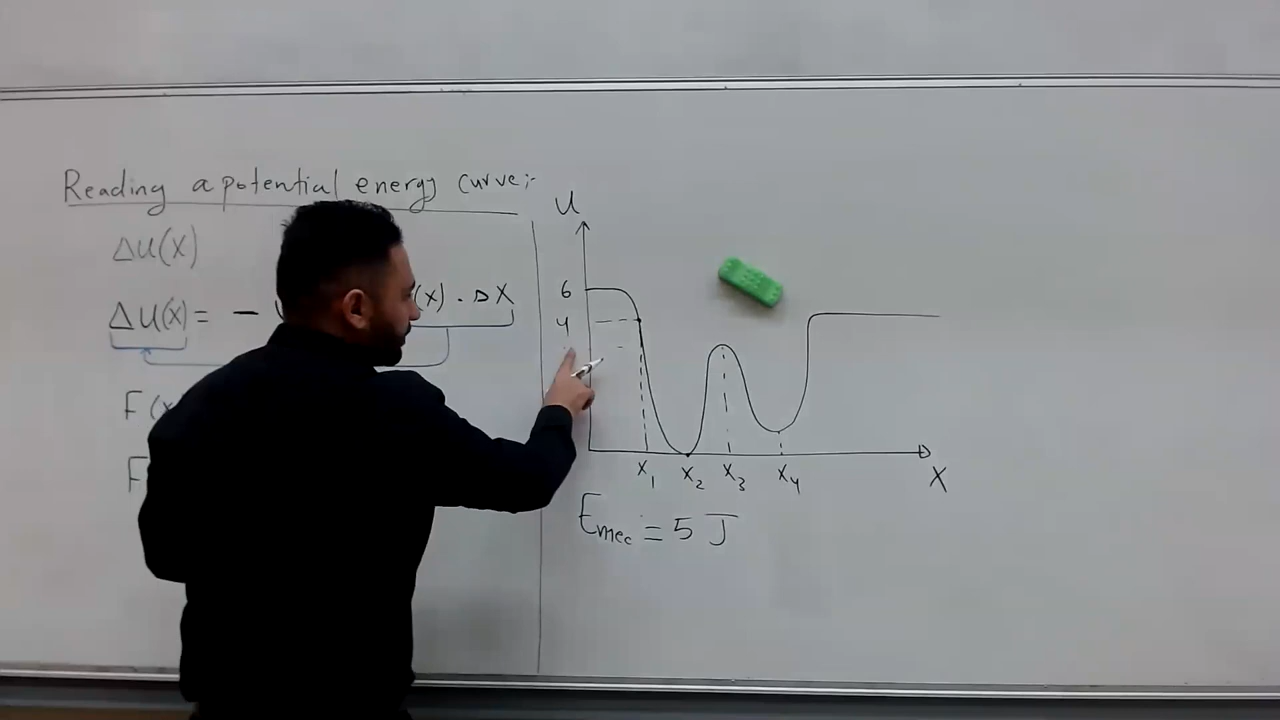 Reading a potential energy curve:-
ΔU(x)
ΔU(x) = - (x) . Δx
F(x
F
U
6
4
x1 x2 x3 x4
X
Emec = 5 J